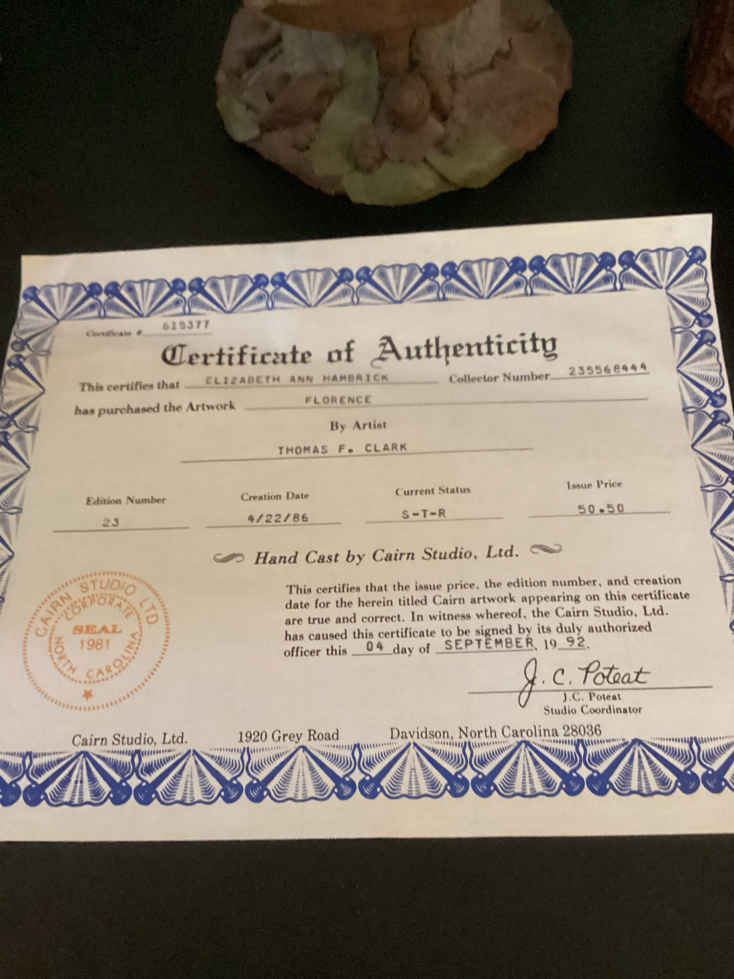 Certificate # 615377
Certificate of Authenticity
This certifies that ELIZABETH ANN HAMBRICK Collector Number 235568444
has purchased the Artwork FLORENCE
By Artist
THOMAS F. CLARK
Edition Number Creation Date Current Status Issue Price
23 4/22/86 S-T-R 50.50
Hand Cast by Cairn Studio, Ltd.
This certifies that the issue price, the edition number, and creation
date for the herein titled Cairn artwork appearing on this certificate
are true and correct. In witness whereof, the Cairn Studio, Ltd.
has caused this certificate to be signed by its duly authorized
officer this 04 day of SEPTEMBER, 19 92.
CAIRN STUDIO LTD
CORPORATE
SEAL
1981
NORTH CAROLINA
J. C. Poteat
J.C. Poteat
Studio Coordinator
Cairn Studio, Ltd. 1920 Grey Road Davidson, North Carolina 28036